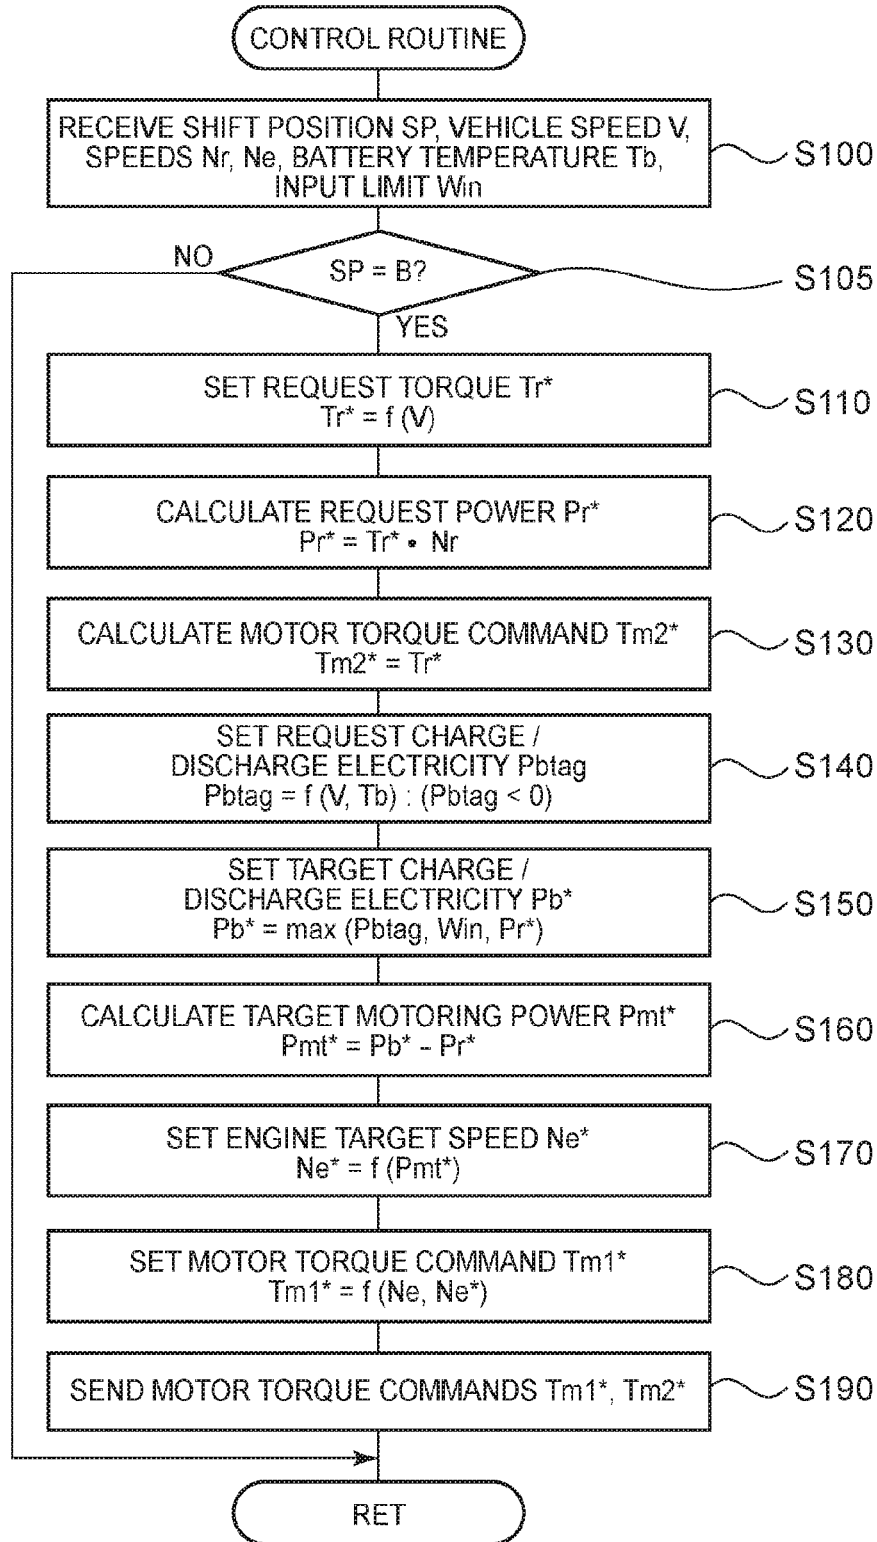 CONTROL ROUTINE
RECEIVE SHIFT POSITION SP, VEHICLE SPEED V,
SPEEDS Nr, Ne, BATTERY TEMPERATURE Tb,
INPUT LIMIT Win
S100
NO
SP = B?
S105
YES
SET REQUEST TORQUE Tr*
Tr* = f (V)
S110
CALCULATE REQUEST POWER Pr*
Pr* = Tr* • Nr
S120
CALCULATE MOTOR TORQUE COMMAND Tm2*
Tm2* = Tr*
S130
SET REQUEST CHARGE /
DISCHARGE ELECTRICITY Pbtag
Pbtag = f (V, Tb) : (Pbtag < 0)
S140
SET TARGET CHARGE /
DISCHARGE ELECTRICITY Pb*
Pb* = max (Pbtag, Win, Pr*)
S150
CALCULATE TARGET MOTORING POWER Pmt*
Pmt* = Pb* - Pr*
S160
SET ENGINE TARGET SPEED Ne*
Ne* = f (Pmt*)
S170
SET MOTOR TORQUE COMMAND Tm1*
Tm1* = f (Ne, Ne*)
S180
SEND MOTOR TORQUE COMMANDS Tm1*, Tm2*
S190
RET